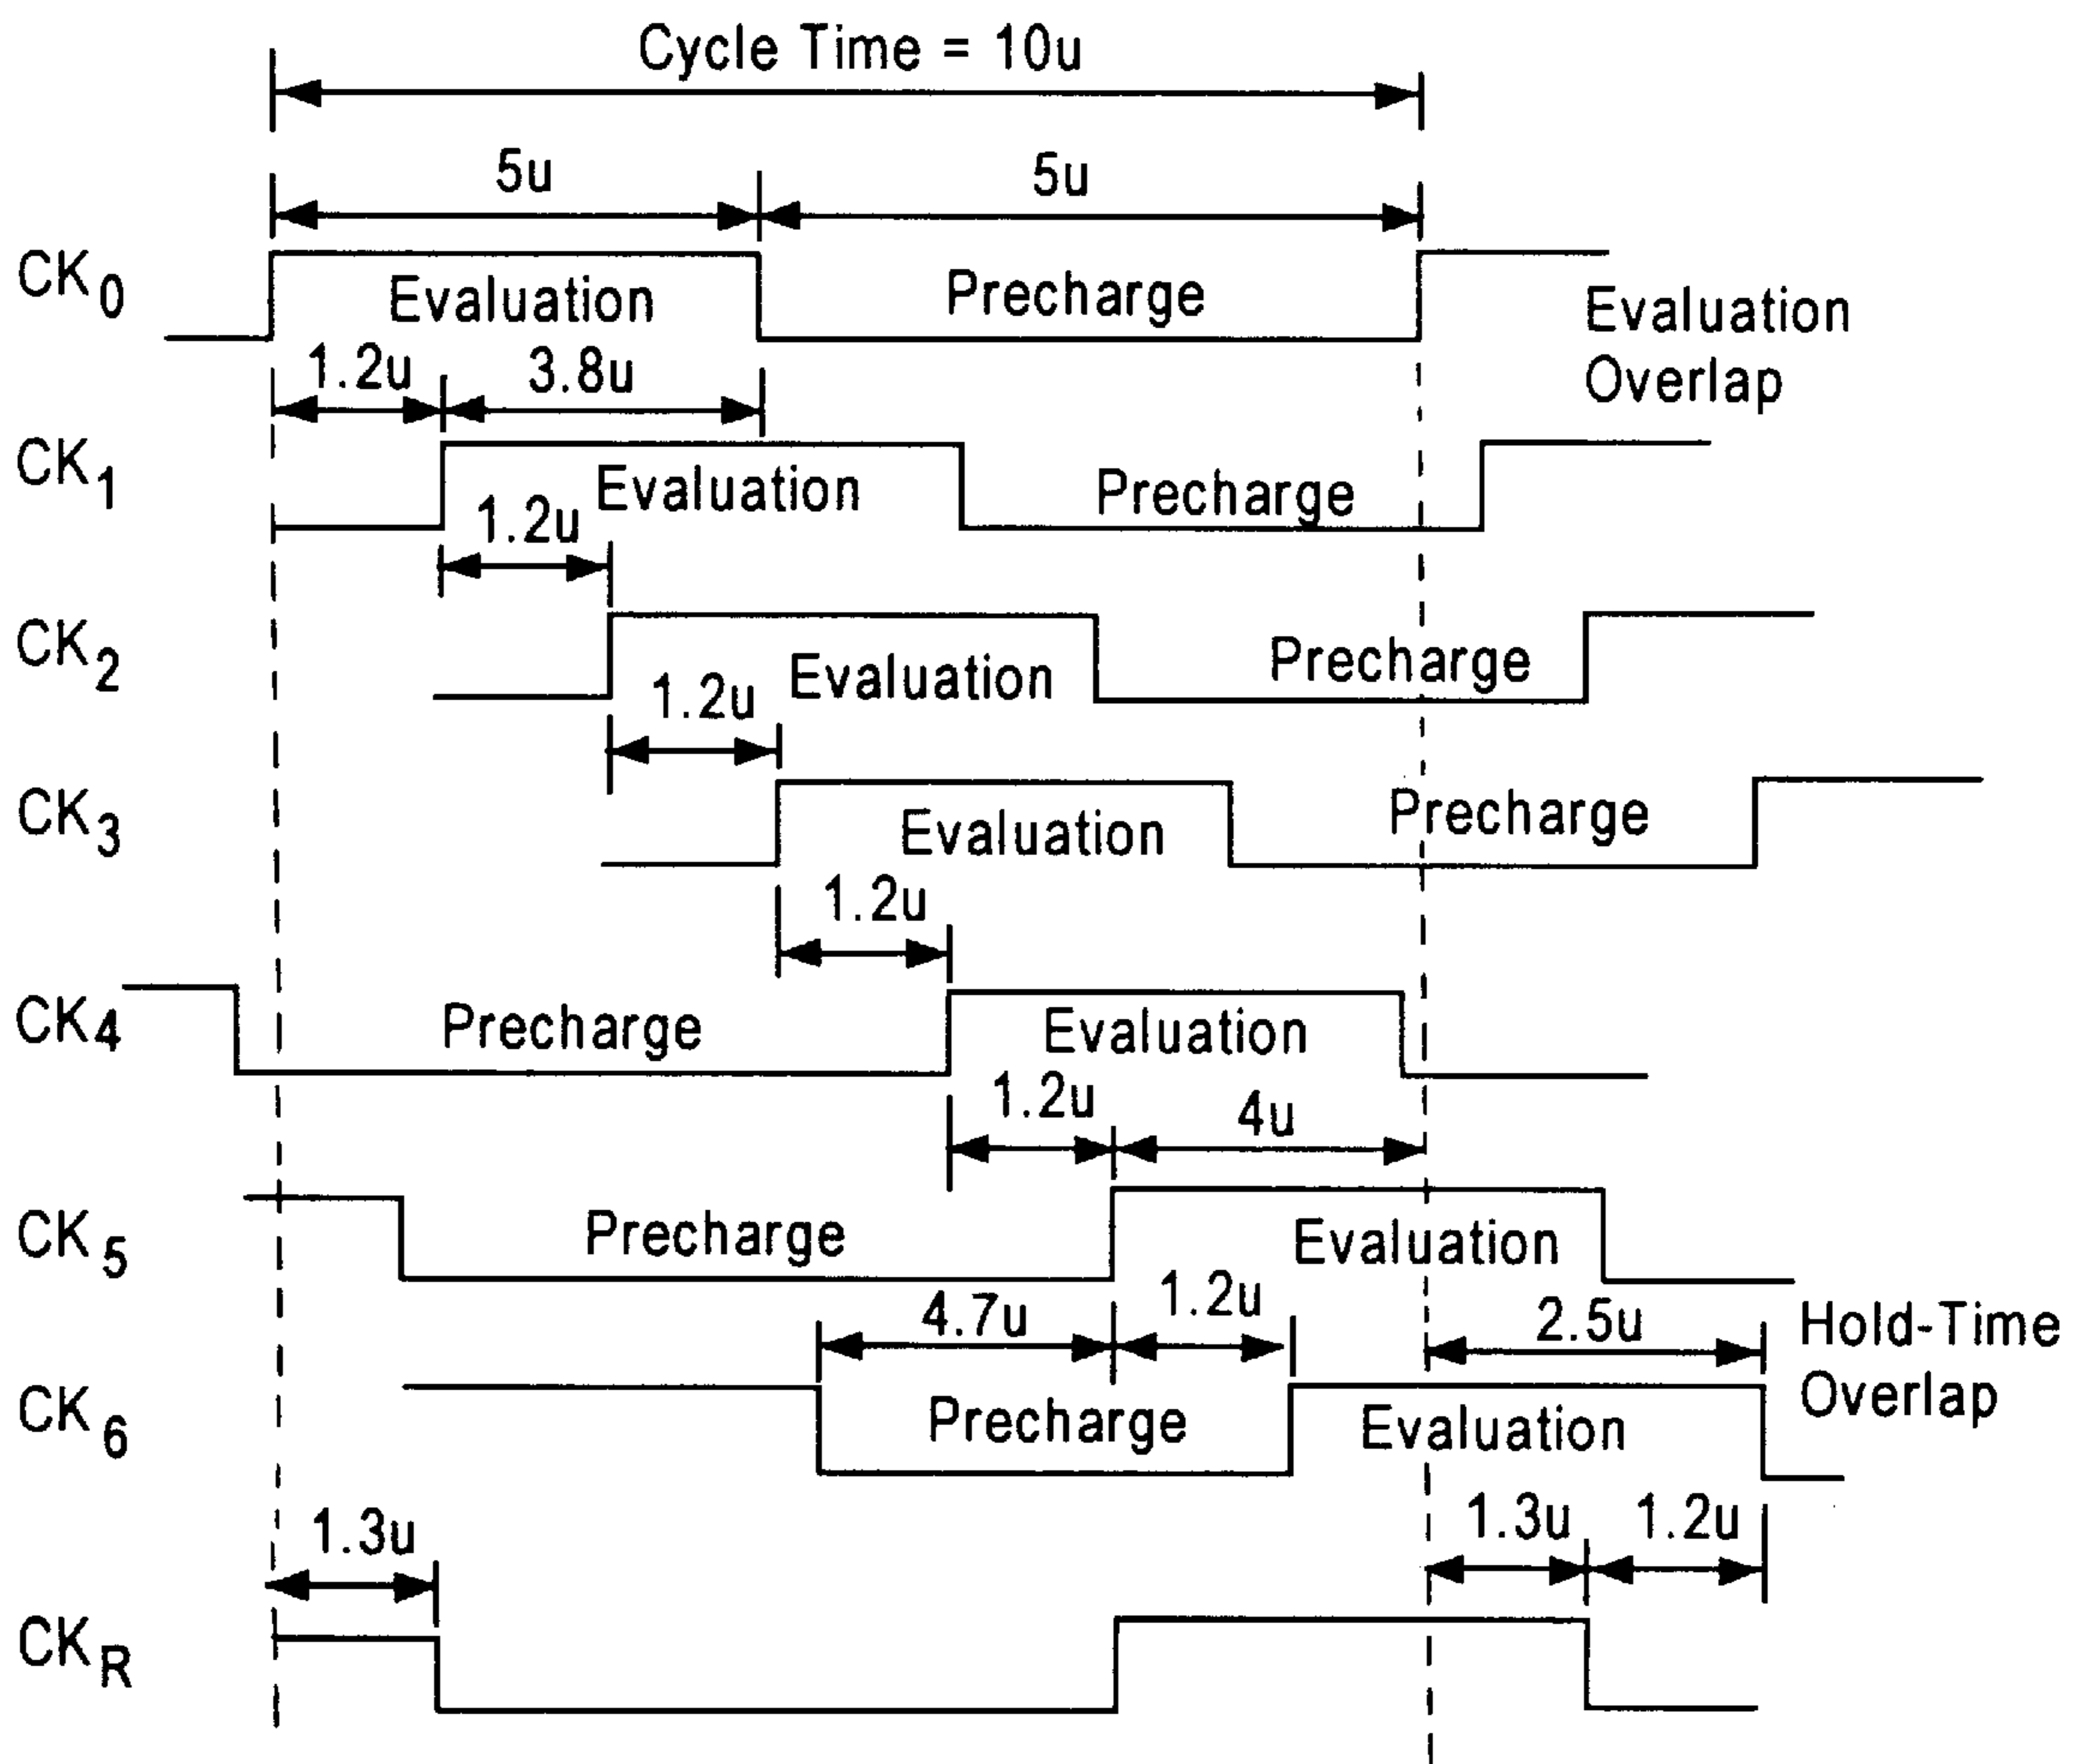 Cycle Time = 10u
5u
5u
CK0
Evaluation
Precharge
Evaluation
Overlap
1.2u
3.8u
CK1
Evaluation
Precharge
1.2u
CK2
Evaluation
Precharge
1.2u
CK3
Evaluation
Precharge
1.2u
CK4
Precharge
Evaluation
1.2u
4u
CK5
Precharge
Evaluation
4.7u
1.2u
2.5u
Hold-Time
Overlap
CK6
Precharge
Evaluation
1.3u
1.3u
1.2u
CKR